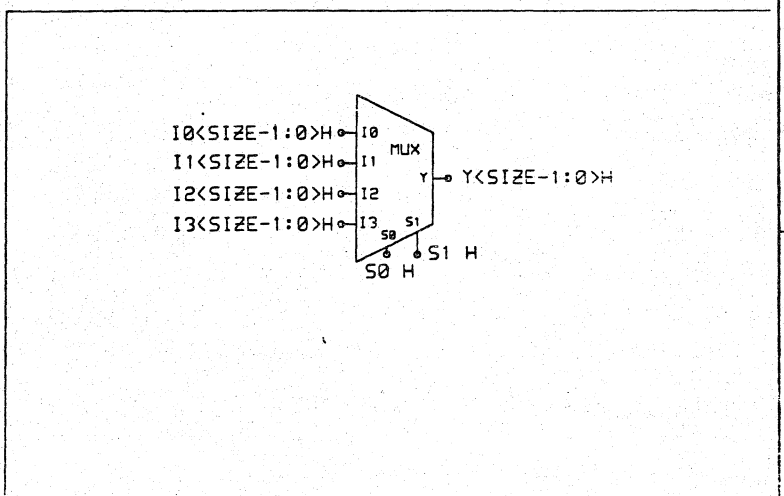 I0<SIZE-1:0>H I0
MUX
I1<SIZE-1:0>H I1
Y Y<SIZE-1:0>H
I2<SIZE-1:0>H I2
I3<SIZE-1:0>H I3 S1
S0
S1 H
S0 H